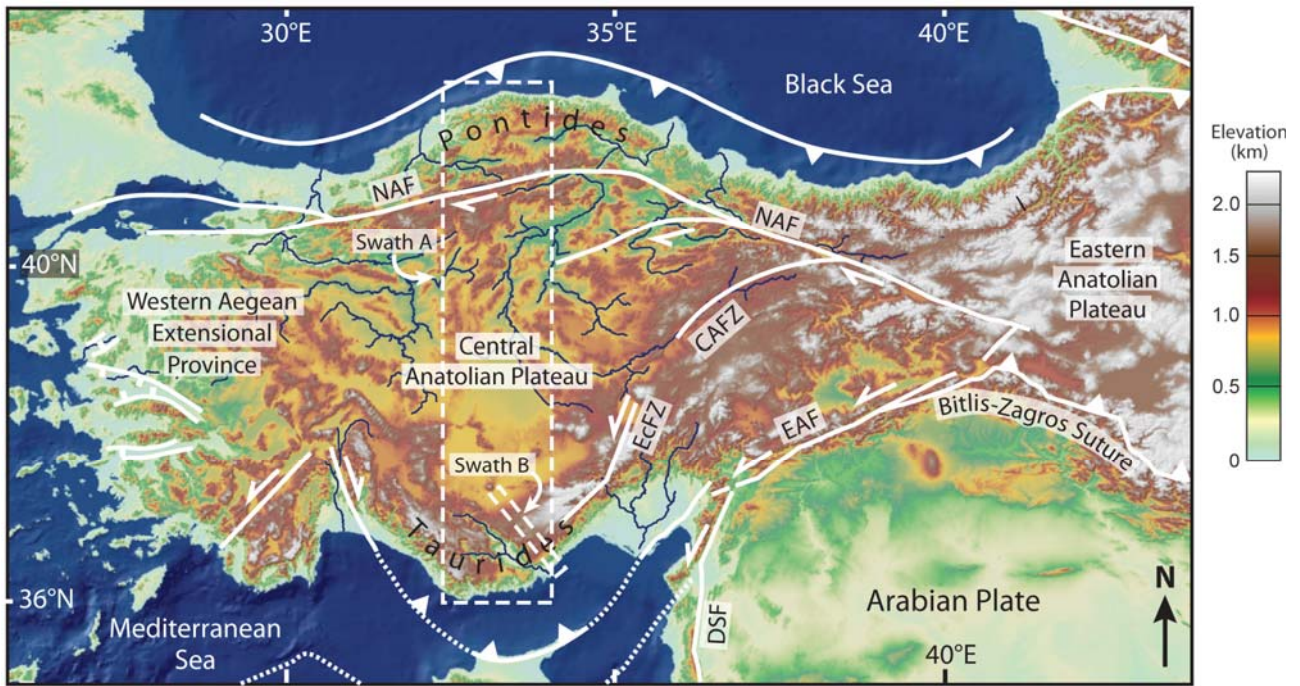 30°E
35°E
40°E
Black Sea
Elevation
(km)
2.0
1.5
1.0
0.5
0
Pontides
NAF
NAF
Swath A
40°N
Eastern
Anatolian
Plateau
Western Aegean
Extensional
Province
CAFZ
Central
Anatolian Plateau
EcFZ
EAF
Bitlis-Zagros Suture
Swath B
Taurides
36°N
Mediterranean
Sea
DSF
Arabian Plate
N
40°E